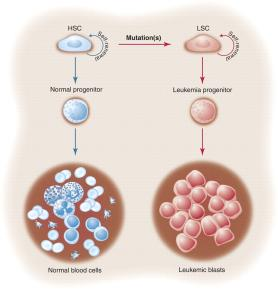 HSC
LSC
Self-renewal
Mutation(s)
Self-renewal
Normal progenitor
Leukemia progenitor
Normal blood cells
Leukemic blasts